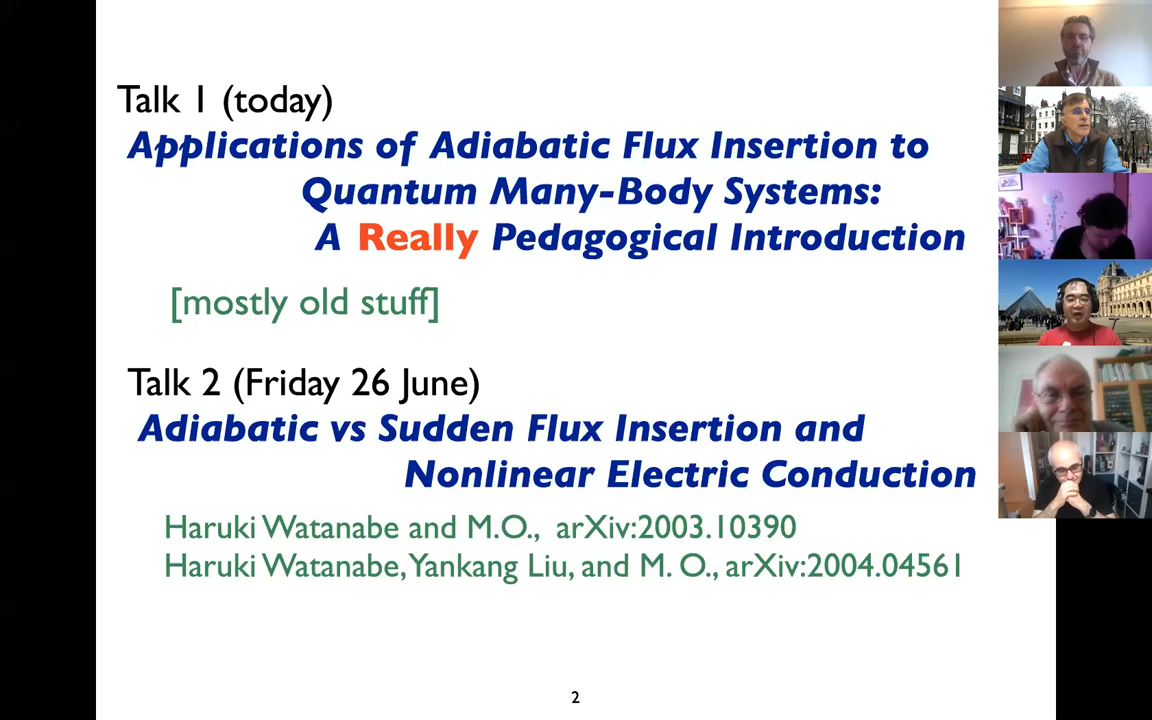 Talk 1 (today)
Applications of Adiabatic Flux Insertion to
Quantum Many-Body Systems:
A Really Pedagogical Introduction
[mostly old stuff]
Talk 2 (Friday 26 June)
Adiabatic vs Sudden Flux Insertion and
Nonlinear Electric Conduction
Haruki Watanabe and M.O., arXiv:2003.10390
Haruki Watanabe, Yankang Liu, and M. O., arXiv:2004.04561
2